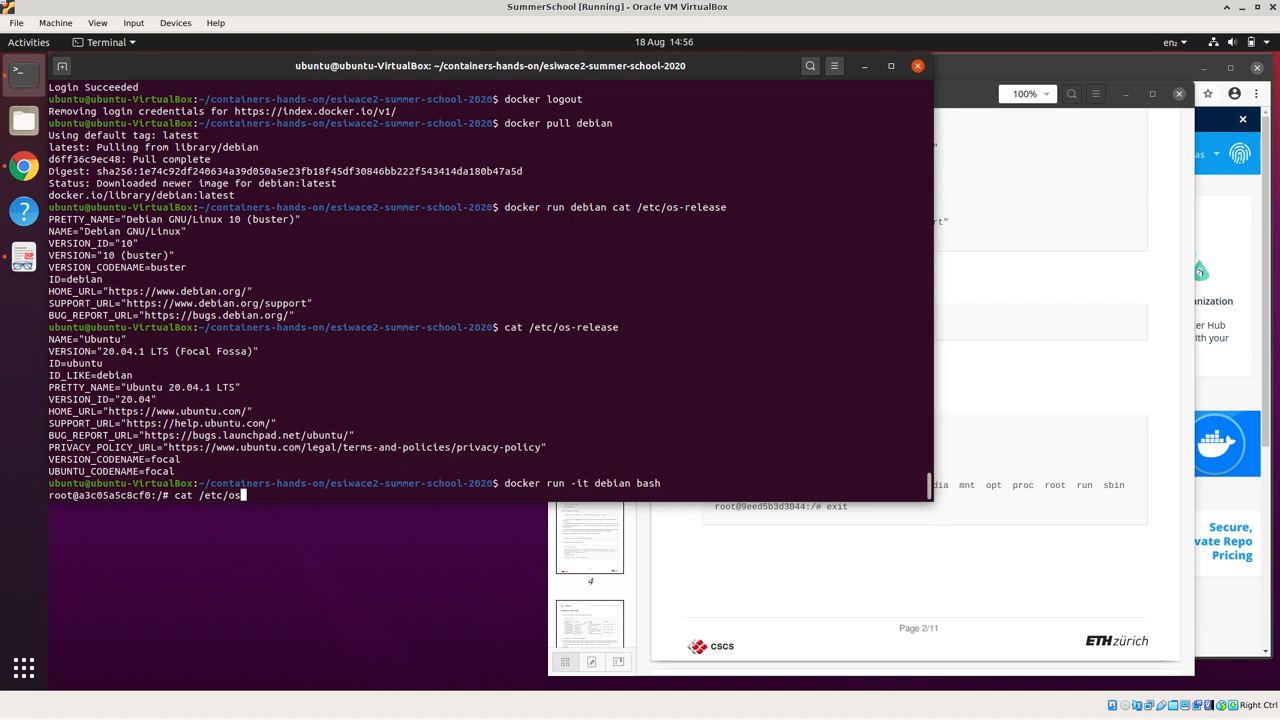 SummerSchool [Running] - Oracle VM VirtualBox
File Machine View Input Devices Help
Activities Terminal 18 Aug 14:56 en₂
ubuntu@ubuntu-VirtualBox: ~/containers-hands-on/esiwace2-summer-school-2020
Login Succeeded
ubuntu@ubuntu-VirtualBox:~/containers-hands-on/esiwace2-summer-school-2020$ docker logout
Removing login credentials for https://index.docker.io/v1/
ubuntu@ubuntu-VirtualBox:~/containers-hands-on/esiwace2-summer-school-2020$ docker pull debian
Using default tag: latest
latest: Pulling from library/debian
d6ff36c9ec48: Pull complete
Digest: sha256:1e74c92df240634a39d050a5e23fb18f45df30846bb222f543414da180b47a5d
Status: Downloaded newer image for debian:latest
docker.io/library/debian:latest
ubuntu@ubuntu-VirtualBox:~/containers-hands-on/esiwace2-summer-school-2020$ docker run debian cat /etc/os-release
PRETTY_NAME="Debian GNU/Linux 10 (buster)"
NAME="Debian GNU/Linux"
VERSION_ID="10"
VERSION="10 (buster)"
VERSION_CODENAME=buster
ID=debian
HOME_URL="https://www.debian.org/"
SUPPORT_URL="https://www.debian.org/support"
BUG_REPORT_URL="https://bugs.debian.org/"
ubuntu@ubuntu-VirtualBox:~/containers-hands-on/esiwace2-summer-school-2020$ cat /etc/os-release
NAME="Ubuntu"
VERSION="20.04.1 LTS (Focal Fossa)"
ID=ubuntu
ID_LIKE=debian
PRETTY_NAME="Ubuntu 20.04.1 LTS"
VERSION_ID="20.04"
HOME_URL="https://www.ubuntu.com/"
SUPPORT_URL="https://help.ubuntu.com/"
BUG_REPORT_URL="https://bugs.launchpad.net/ubuntu/"
PRIVACY_POLICY_URL="https://www.ubuntu.com/legal/terms-and-policies/privacy-policy"
VERSION_CODENAME=focal
UBUNTU_CODENAME=focal
ubuntu@ubuntu-VirtualBox:~/containers-hands-on/esiwace2-summer-school-2020$ docker run -it debian bash
root@a3c05a5c8cf0:/# cat /etc/os
100%
"
rt"
dia mnt opt proc root run sbin
root@9eed5b3d3044:/# exit
Page 2/11
CSCS
ETH zürich
4
as
anization
er Hub
with your
Secure,
vate Repo
Pricing
Right Ctrl